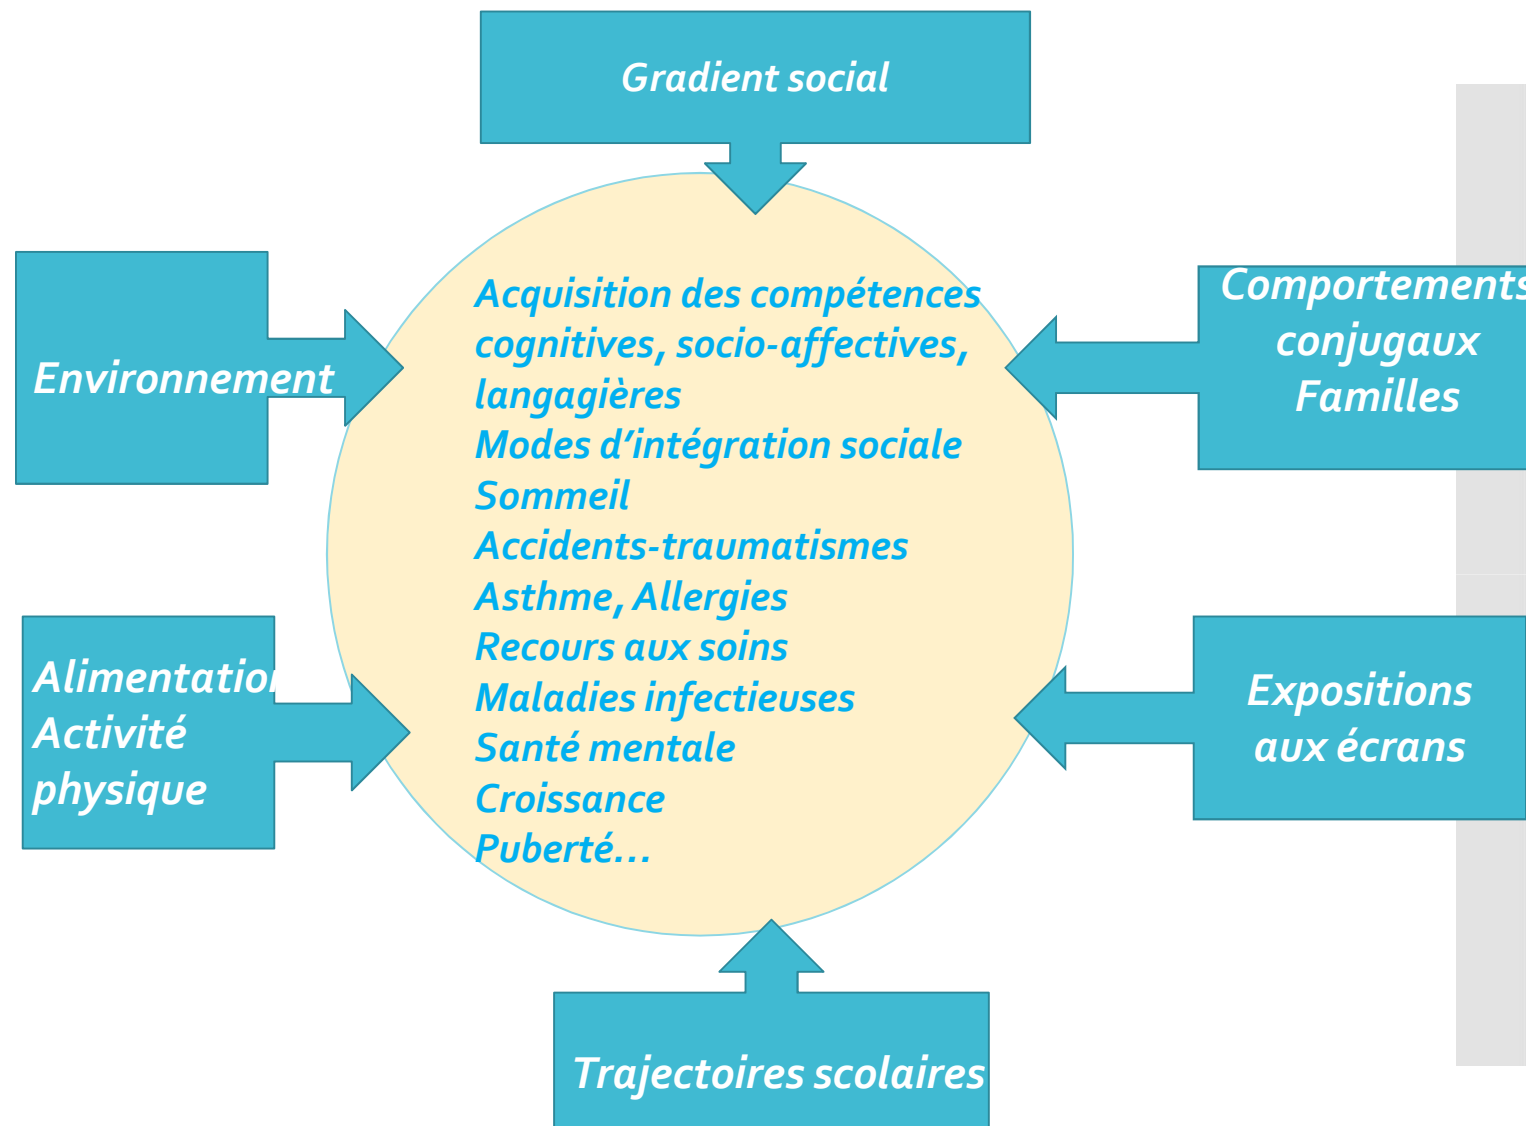 Gradient social
Environnement
Acquisition des compétences
cognitives, socio-affectives,
langagières
Modes d’intégration sociale
Sommeil
Accidents-traumatismes
Asthme, Allergies
Recours aux soins
Maladies infectieuses
Santé mentale
Croissance
Puberté...
Comportements
conjugaux
Familles
Alimentation
Activité
physique
Expositions
aux écrans
Trajectoires scolaires